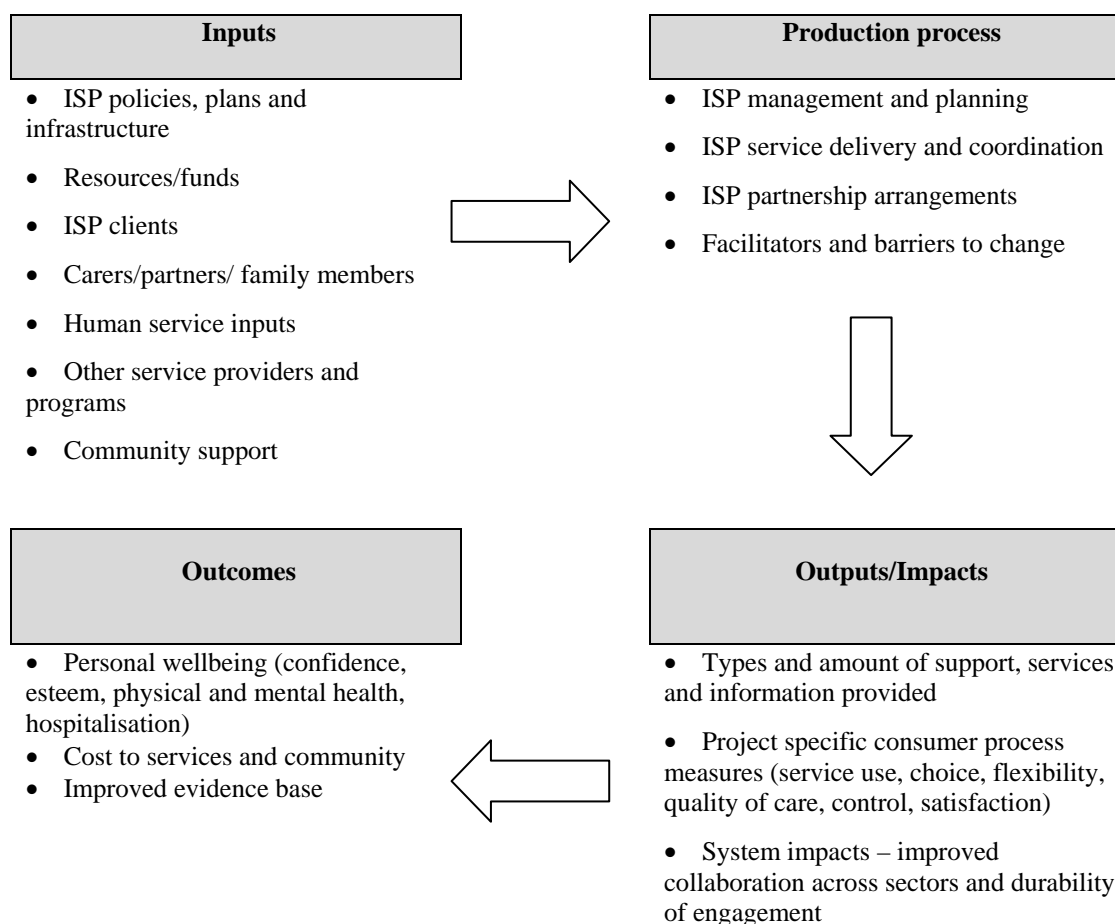 Inputs
• ISP policies, plans and
infrastructure
• Resources/funds
• ISP clients
• Carers/partners/ family members
• Human service inputs
• Other service providers and
programs
• Community support
Production process
• ISP management and planning
• ISP service delivery and coordination
• ISP partnership arrangements
• Facilitators and barriers to change
Outputs/Impacts
• Types and amount of support, services
and information provided
• Project specific consumer process
measures (service use, choice, flexibility,
quality of care, control, satisfaction)
• System impacts – improved
collaboration across sectors and durability
of engagement
Outcomes
• Personal wellbeing (confidence,
esteem, physical and mental health,
hospitalisation)
• Cost to services and community
• Improved evidence base